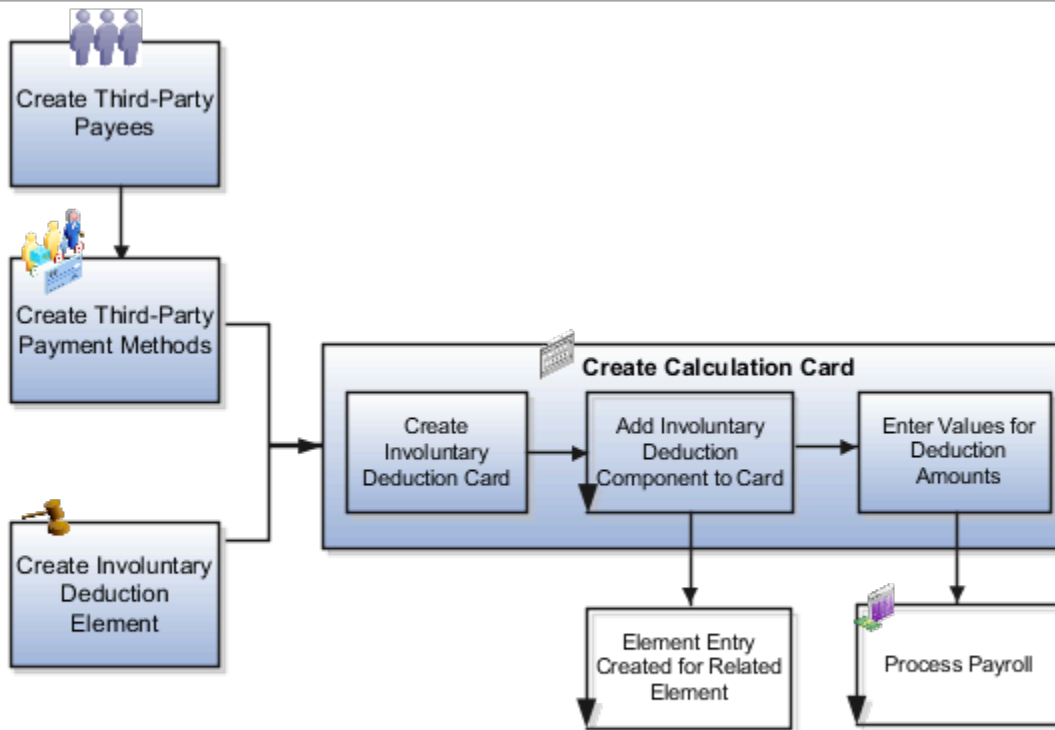 Create Third-Party
Payees
Create Third-Party
Payment Methods
Create Involuntary
Deduction
Element
Create Calculation Card
Create
Involuntary
Deduction Card
Add Involuntary
Deduction
Component to Card
Enter Values for
Deduction
Amounts
Element Entry
Created for Related
Element
Process Payroll